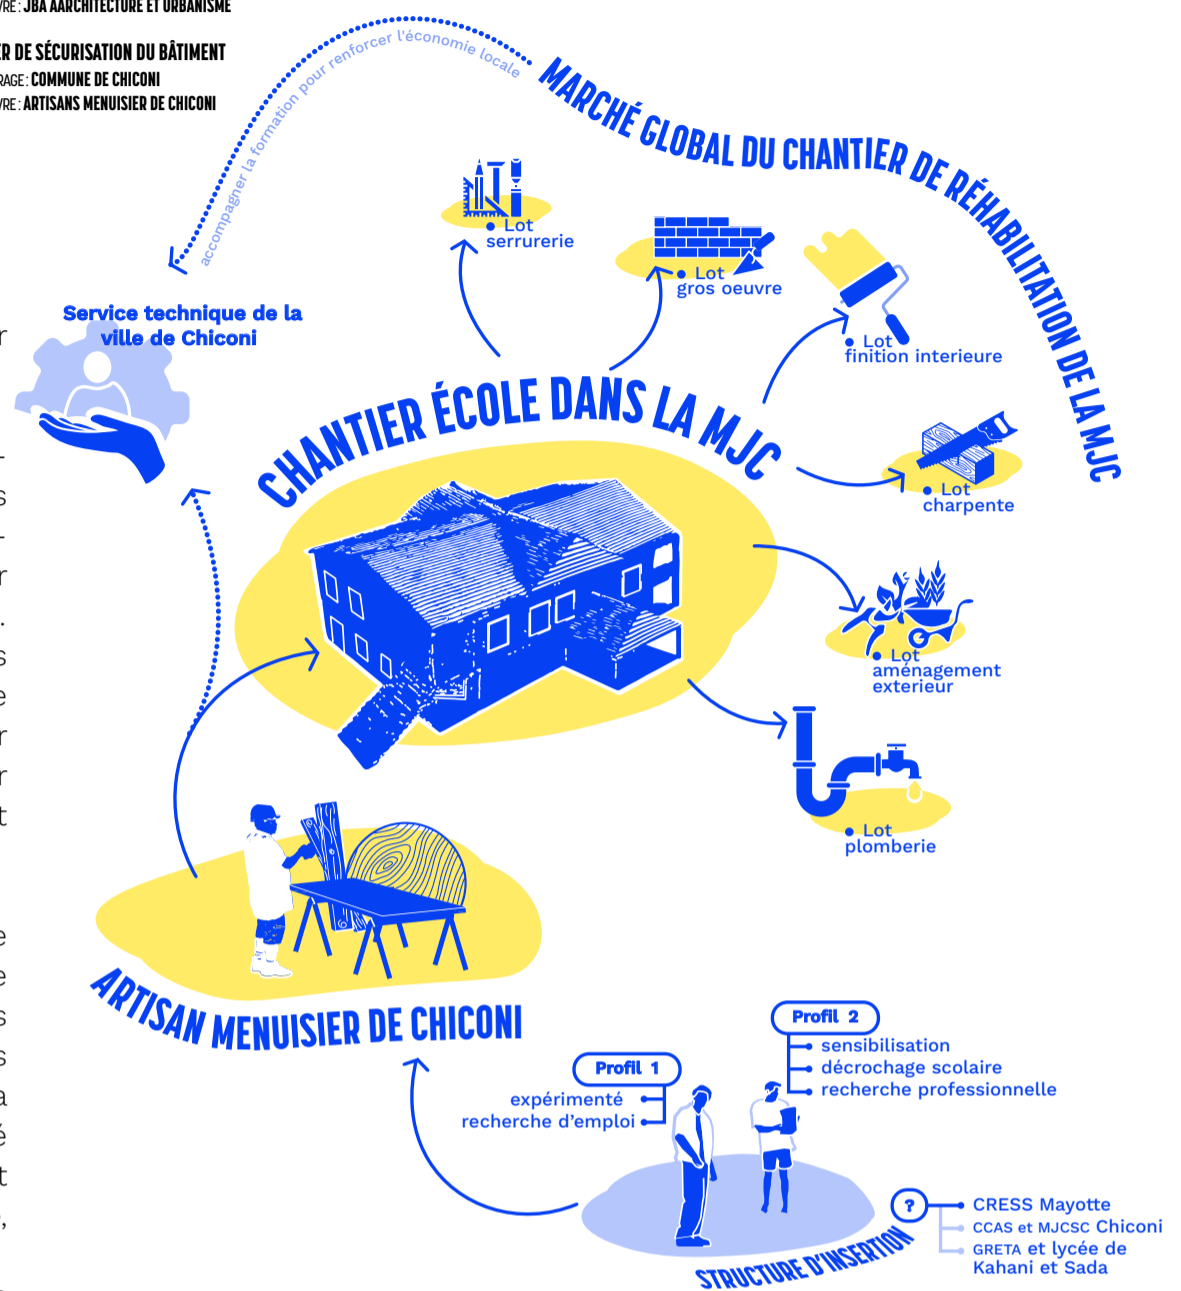 VRE : JBA AARCHITECTURE ET URBANISME
ER DE SÉCURISATION DU BÂTIMENT
RAGE : COMMUNE DE CHICONI
VRE : ARTISANS MENUISIER DE CHICONI
accompagner la formation pour renforcer l'économie locale
MARCHÉ GLOBAL DU CHANTIER DE RÉHABILITATION DE LA MJC
• Lot
serrurerie
• Lot
gros oeuvre
• Lot
finition interieure
• Lot
charpente
• Lot
aménagement
exterieur
• Lot
plomberie
Service technique de la
ville de Chiconi
CHANTIER ÉCOLE DANS LA MJC
ARTISAN MENUISIER DE CHICONI
Profil 1
expérimenté
recherche d'emploi
Profil 2
sensibilisation
décrochage scolaire
recherche professionnelle
STRUCTURE D'INSERTION
?
CRESS Mayotte
CCAS et MJCSC Chiconi
GRETA et lycée de
Kahani et Sada
r
-
s
-
r
.
s
e
r
r
t
e
e
s
s
a
é
t
,